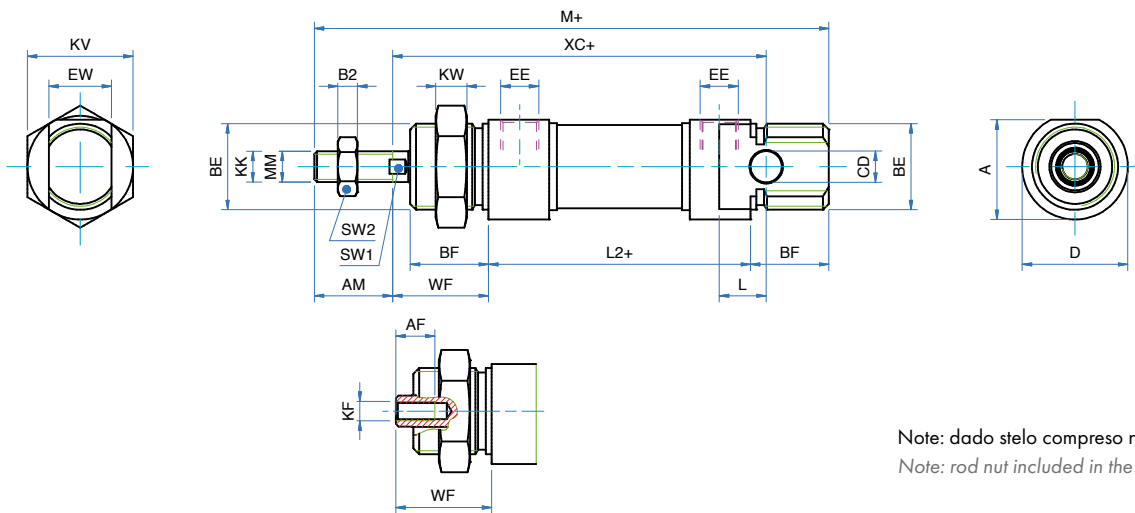 M+
XC+
KV
EW
B2
KW
EE
EE
BE
KK
MM
CD
BE
A
SW2
SW1
BF
L2+
BF
D
AM
WF
L
AF
KF
WF
Note: dado stelo compreso
Note: rod nut included in the